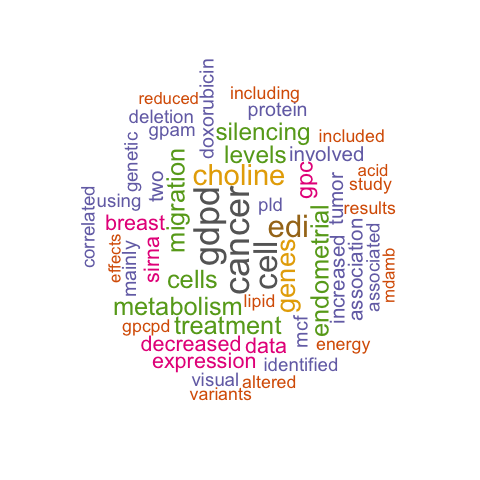 reduced
including
deletion
doxorubicin
protein
genetic
gpam
silencing
included
levels
involved
two
migration
choline
gpc
acid
study
correlated
using
gdpd
cancer
pld
tumor
results
breast
edi
cell
endometrial
increased
association
associated
mdamb
effects
mainly
sirna
cells
genes
lipid
metabolism
gpcpd
treatment
mcf
energy
decreased
data
expression
identified
visual
altered
variants